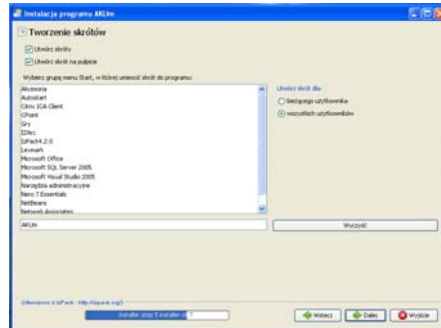 Instalacja programu AKLim
Tworzenie skrótów
Utwórz skróty
Utwórz skrót na pulpicie
Wybierz grupę menu Start, w której umieścić skrót do programu:
Akcesoria
Autostart
Citrix ICA Client
CPoint
Gry
IZArc
IzPack4.2.0
Lexmark
Microsoft Office
Microsoft SQL Server 2005
Microsoft Visual Studio 2005
Narzędzia administracyjne
Nero 7 Essentials
NetBeans
Network Associates
Utwórz skrót dla:
bieżącego użytkownika
wszystkich użytkowników
AKLim
Wyczyść
(Utworzono z IzPack - http://izpack.org/)
Wstecz
Dalej
Wyjście